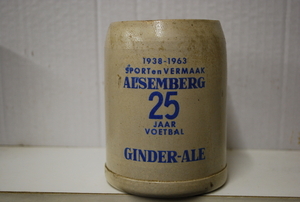 1938-1963
SPORT en VERMAAK
ALSEMBERG
25
JAAR
VOETBAL
GINDER-ALE